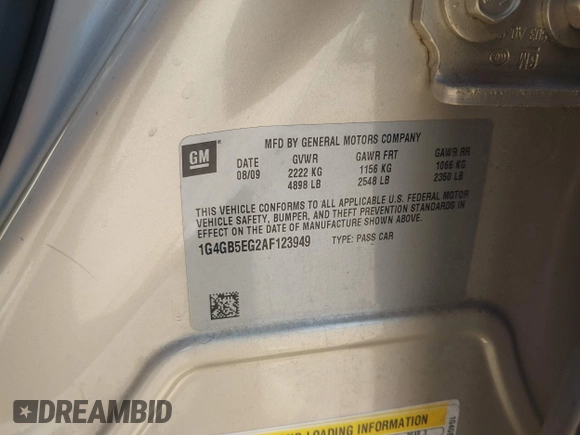 MFD BY GENERAL MOTORS COMPANY
GM
DATE GVWR GAWR FRT GAWR RR
08/09 2222 KG 1156 KG 1066 KG
4898 LB 2548 LB 2350 LB
THIS VEHICLE CONFORMS TO ALL APPLICABLE U.S. FEDERAL MOTOR
VEHICLE SAFETY, BUMPER, AND THEFT PREVENTION STANDARDS IN
EFFECT ON THE DATE OF MANUFACTURE SHOWN ABOVE.
1G4GB5EG2AF123949 TYPE: PASS CAR
LOADING INFORMATION
DREAMBID